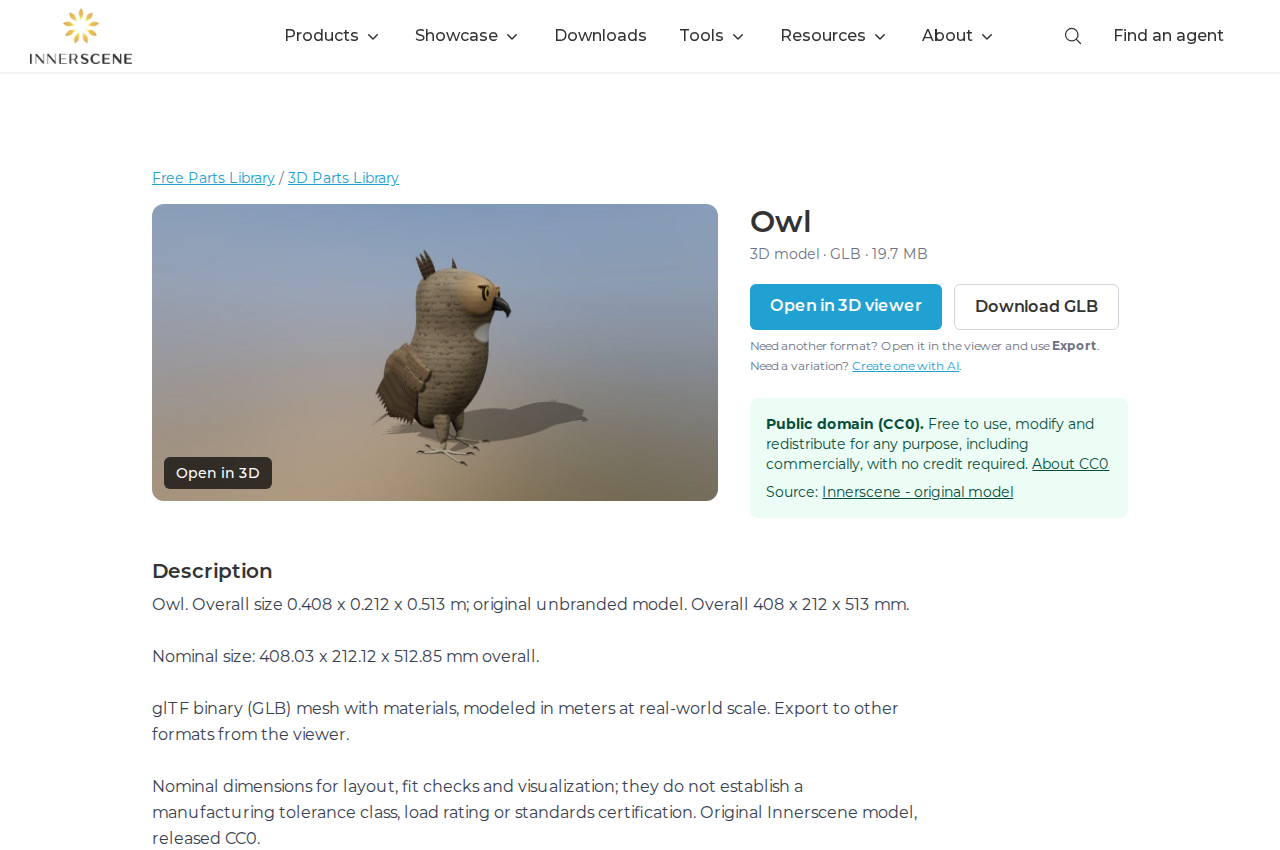 INNERSCENE
Products
Showcase
Downloads
Tools
Resources
About
Find an agent
Free Parts Library / 3D Parts Library
Open in 3D
Owl
3D model · GLB · 19.7 MB
Open in 3D viewer
Download GLB
Need another format? Open it in the viewer and use Export.
Need a variation? Create one with AI.
Public domain (CC0). Free to use, modify and
redistribute for any purpose, including
commercially, with no credit required. About CC0
Source: Innerscene - original model
Description
Owl. Overall size 0.408 x 0.212 x 0.513 m; original unbranded model. Overall 408 x 212 x 513 mm.
Nominal size: 408.03 x 212.12 x 512.85 mm overall.
glTF binary (GLB) mesh with materials, modeled in meters at real-world scale. Export to other
formats from the viewer.
Nominal dimensions for layout, fit checks and visualization; they do not establish a
manufacturing tolerance class, load rating or standards certification. Original Innerscene model,
released CC0.